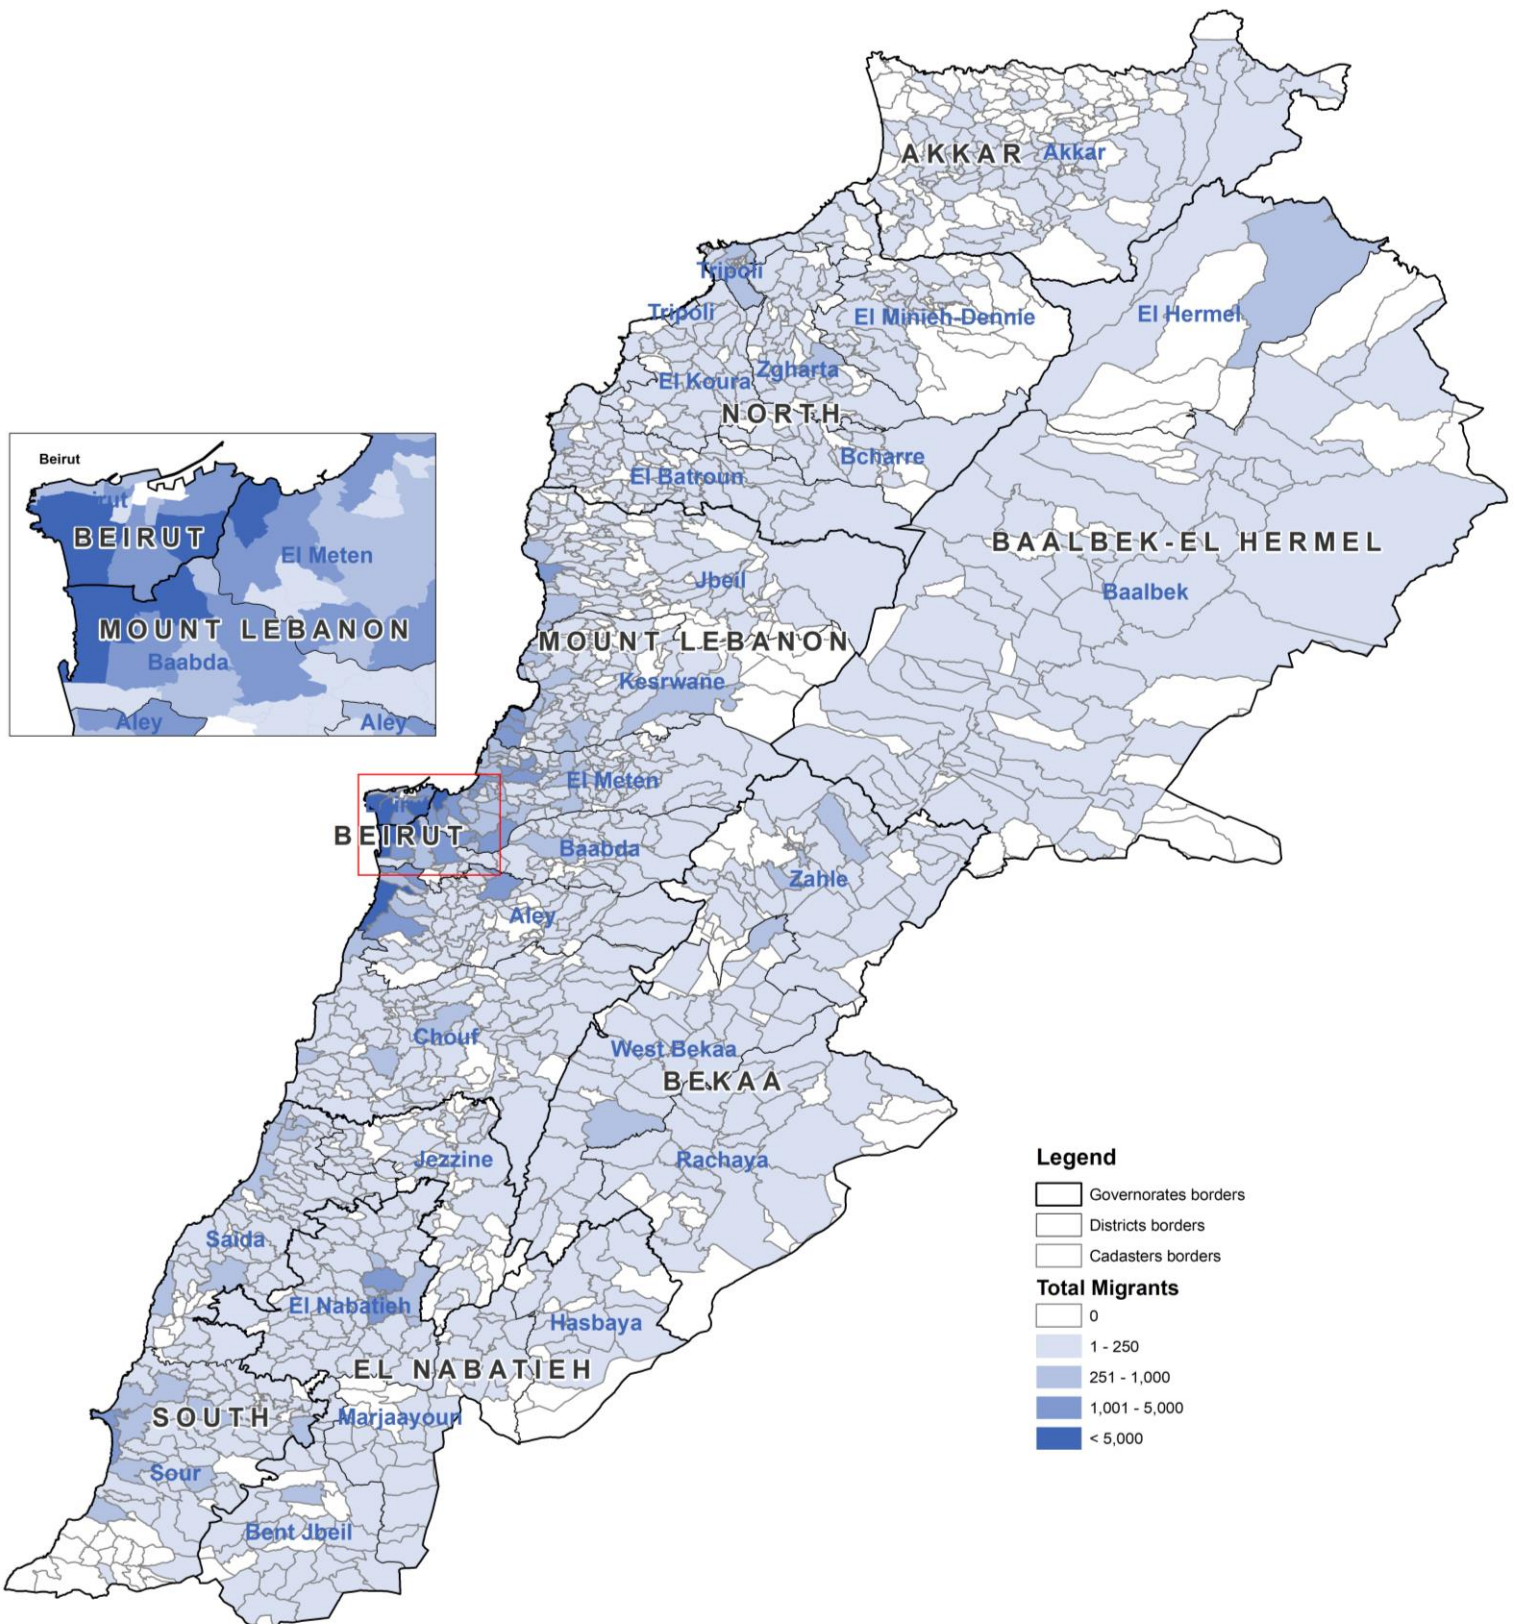 AKKAR
Akkar
Tripoli
Tripoli
El Minieh-Dennie
El Hermel
Zgharta
El Koura
NORTH
Bcharre
El Batroun
BAALBEK-EL HERMEL
Baalbek
Jbeil
MOUNT LEBANON
Kesrwane
El Meten
BEIRUT
Baabda
Zahle
Aley
Chouf
West Bekaa
BEKAA
Jezzine
Rachaya
Saida
El Nabatieh
Hasbaya
EL NABATIEH
SOUTH
Marjaayoun
Sour
Bent Jbeil
Beirut
BEIRUT
El Meten
MOUNT LEBANON
Baabda
Aley
Aley
Legend
Governorates borders
Districts borders
Cadasters borders
Total Migrants
0
1 - 250
251 - 1,000
1,001 - 5,000
< 5,000